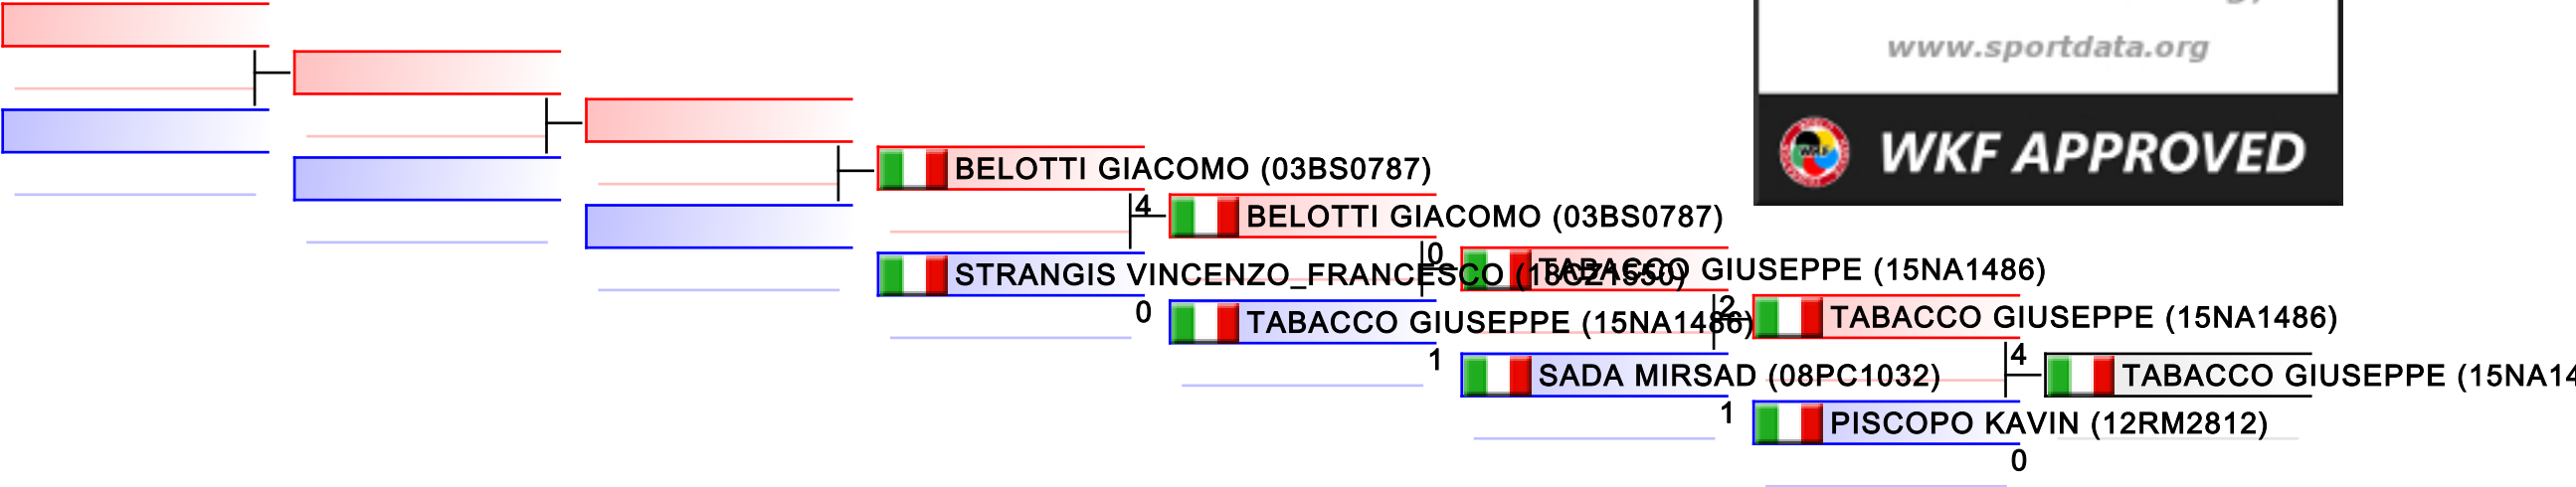 www.sportdata.org
WKF APPROVED
BELOTTI GIACOMO (03BS0787)
4
BELOTTI GIACOMO (03BS0787)
0
STRANGIS VINCENZO_FRANCESCO
0
TABACCO GIUSEPPE (15NA1486)
2
TABACCO GIUSEPPE (15NA1486)
1
TABACCO GIUSEPPE (15NA1486)
4
SADA MIRSAD (08PC1032)
1
TABACCO GIUSEPPE (15NA14
PISCOPO KAVIN (12RM2812)
0